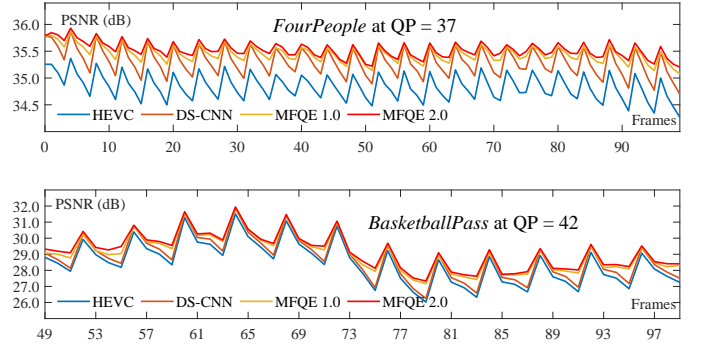 PSNR (dB)
FourPeople at QP = 37
36.0
35.5
35.0
34.5
HEVC DS-CNN MFQE 1.0 MFQE 2.0 Frames
0 10 20 30 40 50 60 70 80 90
PSNR (dB)
BasketballPass at QP = 42
32.0
31.0
30.0
29.0
28.0
27.0
26.0
HEVC DS-CNN MFQE 1.0 MFQE 2.0 Frames
49 53 57 61 65 69 73 77 81 85 89 93 97